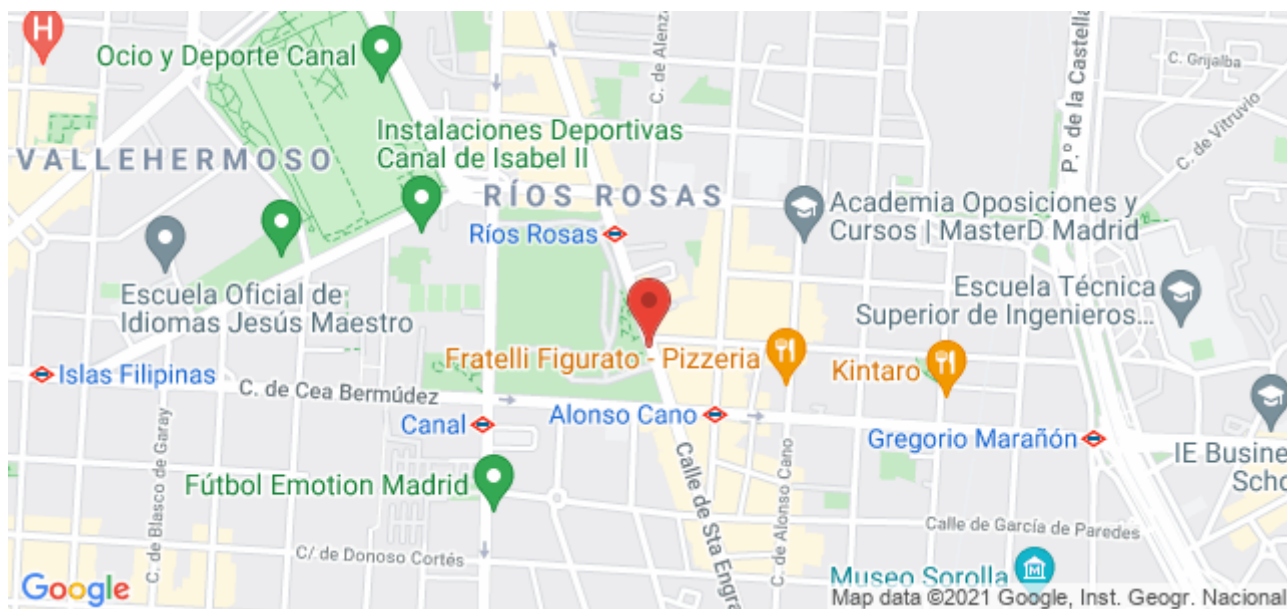 H
Ocio y Deporte Canal
C. de Alenza
P.º de la Castella
C. Grijalba
C. de Vitruvio
Instalaciones Deportivas
Canal de Isabel II
VALLEHERMOSO
RÍOS ROSAS
Ríos Rosas
Academia Oposiciones y
Cursos | MasterD Madrid
Escuela Oficial de
Idiomas Jesús Maestro
Escuela Técnica
Superior de Ingenieros...
Fratelli Figurato - Pizzeria
Kintaro
Islas Filipinas
C. de Cea Bermúdez
Canal
Alonso Cano
Gregorio Marañón
IE Busine
Scho
C. de Blasco de Garay
Calle de Sta Engra
C. de Alonso Cano
Fútbol Emotion Madrid
Calle de García de Paredes
C/ de Donoso Cortés
Museo Sorolla
M
Google
Map data ©2021 Google, Inst. Geogr. Nacional